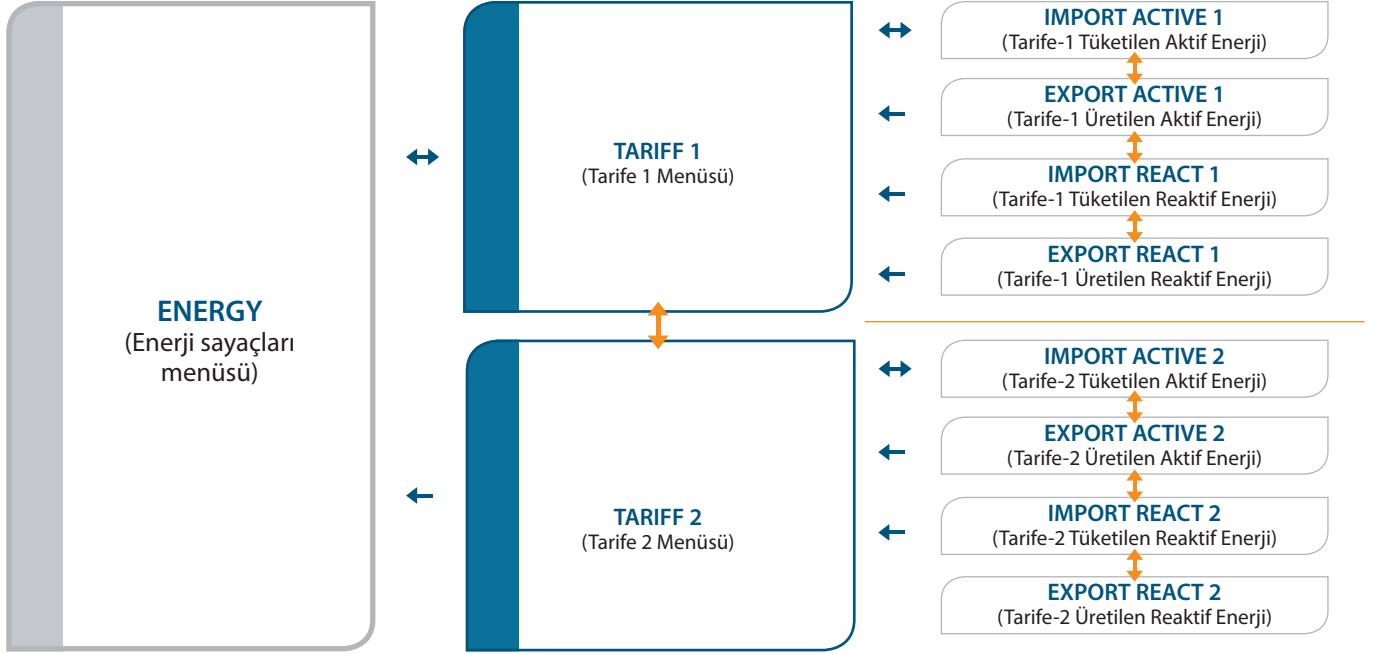 ENERGY
(Enerji sayaçları
menüsü)
TARIFF 1
(Tarife 1 Menüsü)
IMPORT ACTIVE 1
(Tarife-1 Tüketilen Aktif Enerji)
EXPORT ACTIVE 1
(Tarife-1 Üretilen Aktif Enerji)
IMPORT REACT 1
(Tarife-1 Tüketilen Reaktif Enerji)
EXPORT REACT 1
(Tarife-1 Üretilen Reaktif Enerji)
TARIFF 2
(Tarife 2 Menüsü)
IMPORT ACTIVE 2
(Tarife-2 Tüketilen Aktif Enerji)
EXPORT ACTIVE 2
(Tarife-2 Üretilen Aktif Enerji)
IMPORT REACT 2
(Tarife-2 Tüketilen Reaktif Enerji)
EXPORT REACT 2
(Tarife-2 Üretilen Reaktif Enerji)